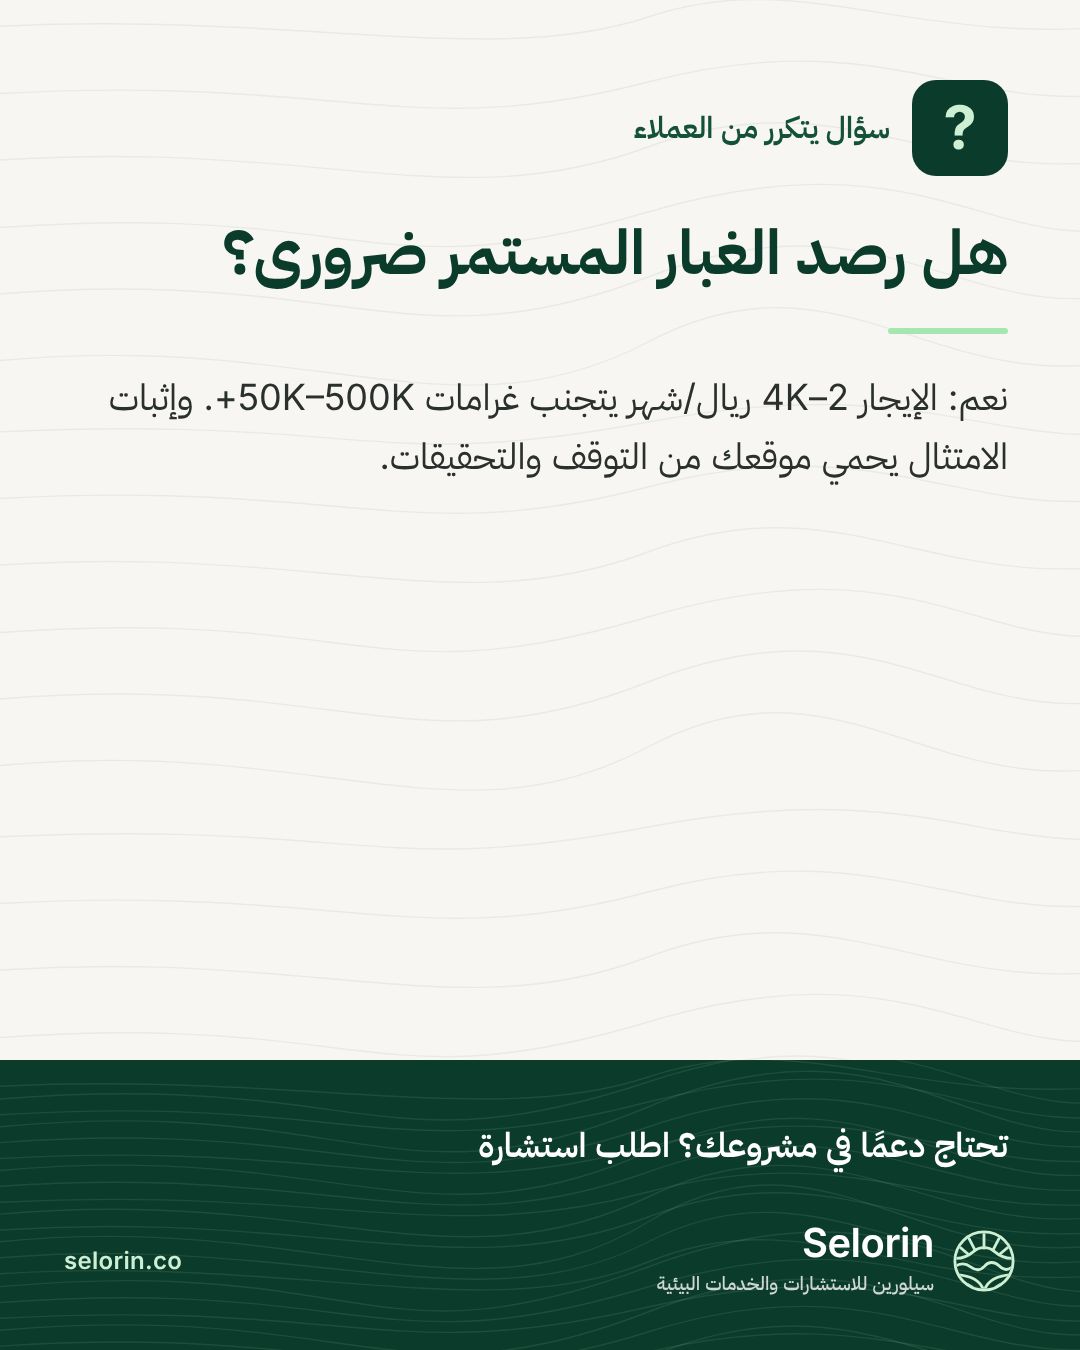 ?
سؤال يتكرر من العملاء
هل رصد الغبار المستمر ضروری؟
نعم: الإيجار 2–4K ريال/شهر يتجنب غرامات 50K–500K+. وإثبات
الامتثال يحمي موقعك من التوقف والتحقيقات.
تحتاج دعمًا في مشروعك؟ اطلب استشارة
Selorin
سيلورين للاستشارات والخدمات البيئية
selorin.co